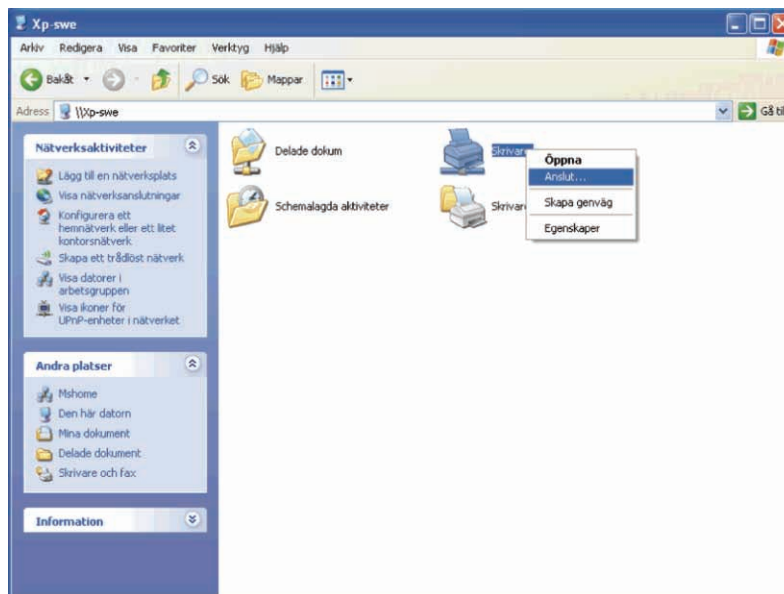 Xp-swe
Arkiv Redigera Visa Favoriter Verktyg Hjälp
Bakåt Sök Mappar
Adress \\Xp-swe Gå till
Nätverksaktiviteter
Lägg till en nätverksplats
Visa nätverksanslutningar
Konfigurera ett
hemnätverk eller ett litet
kontorsnätverk
Skapa ett trådlöst nätverk
Visa datorer i
arbetsgruppen
Visa ikoner för
UPnP-enheter i nätverket
Andra platser
Mshome
Den här datorn
Mina dokument
Delade dokument
Skrivare och fax
Information
Delade dokum
Schemalagda aktiviteter
Skrivare
Skrivare
Öppna
Anslut...
Skapa genväg
Egenskaper